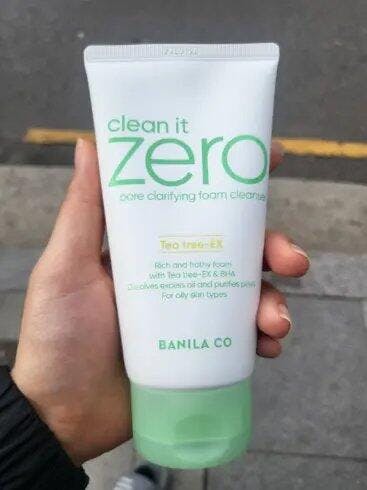 clean it
zero
pore clarifying foam cleanser
Tea tree-EX
Rich and frothy foam
with Tea tree-EX & BHA
Dissolves excess oil and purifies pores
For oily skin types
BANILA CO